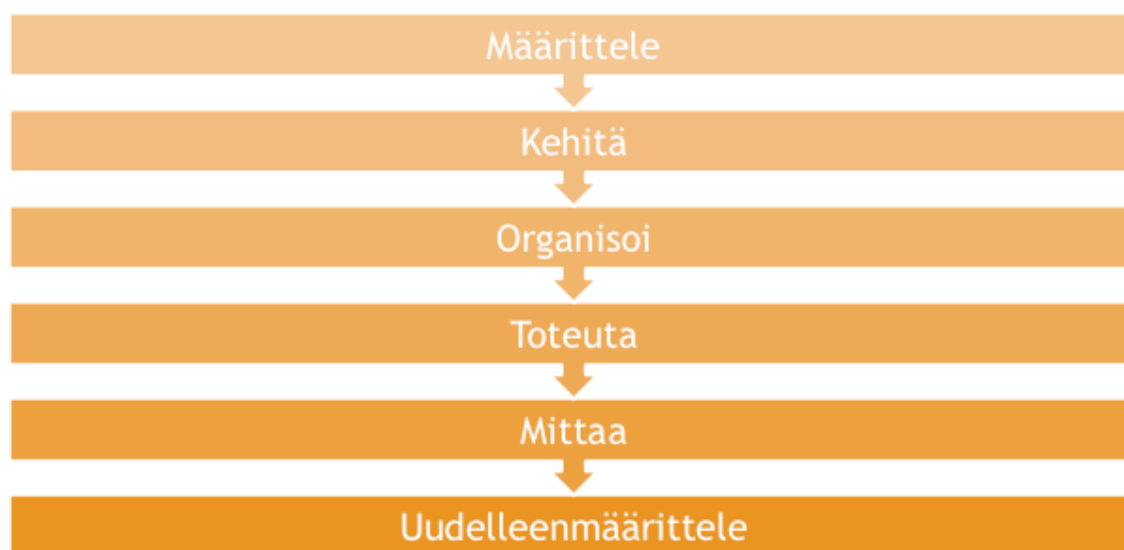 Määrittele
Kehitä
Organisoi
Toteuta
Mittaa
Uudelleenmäärittele